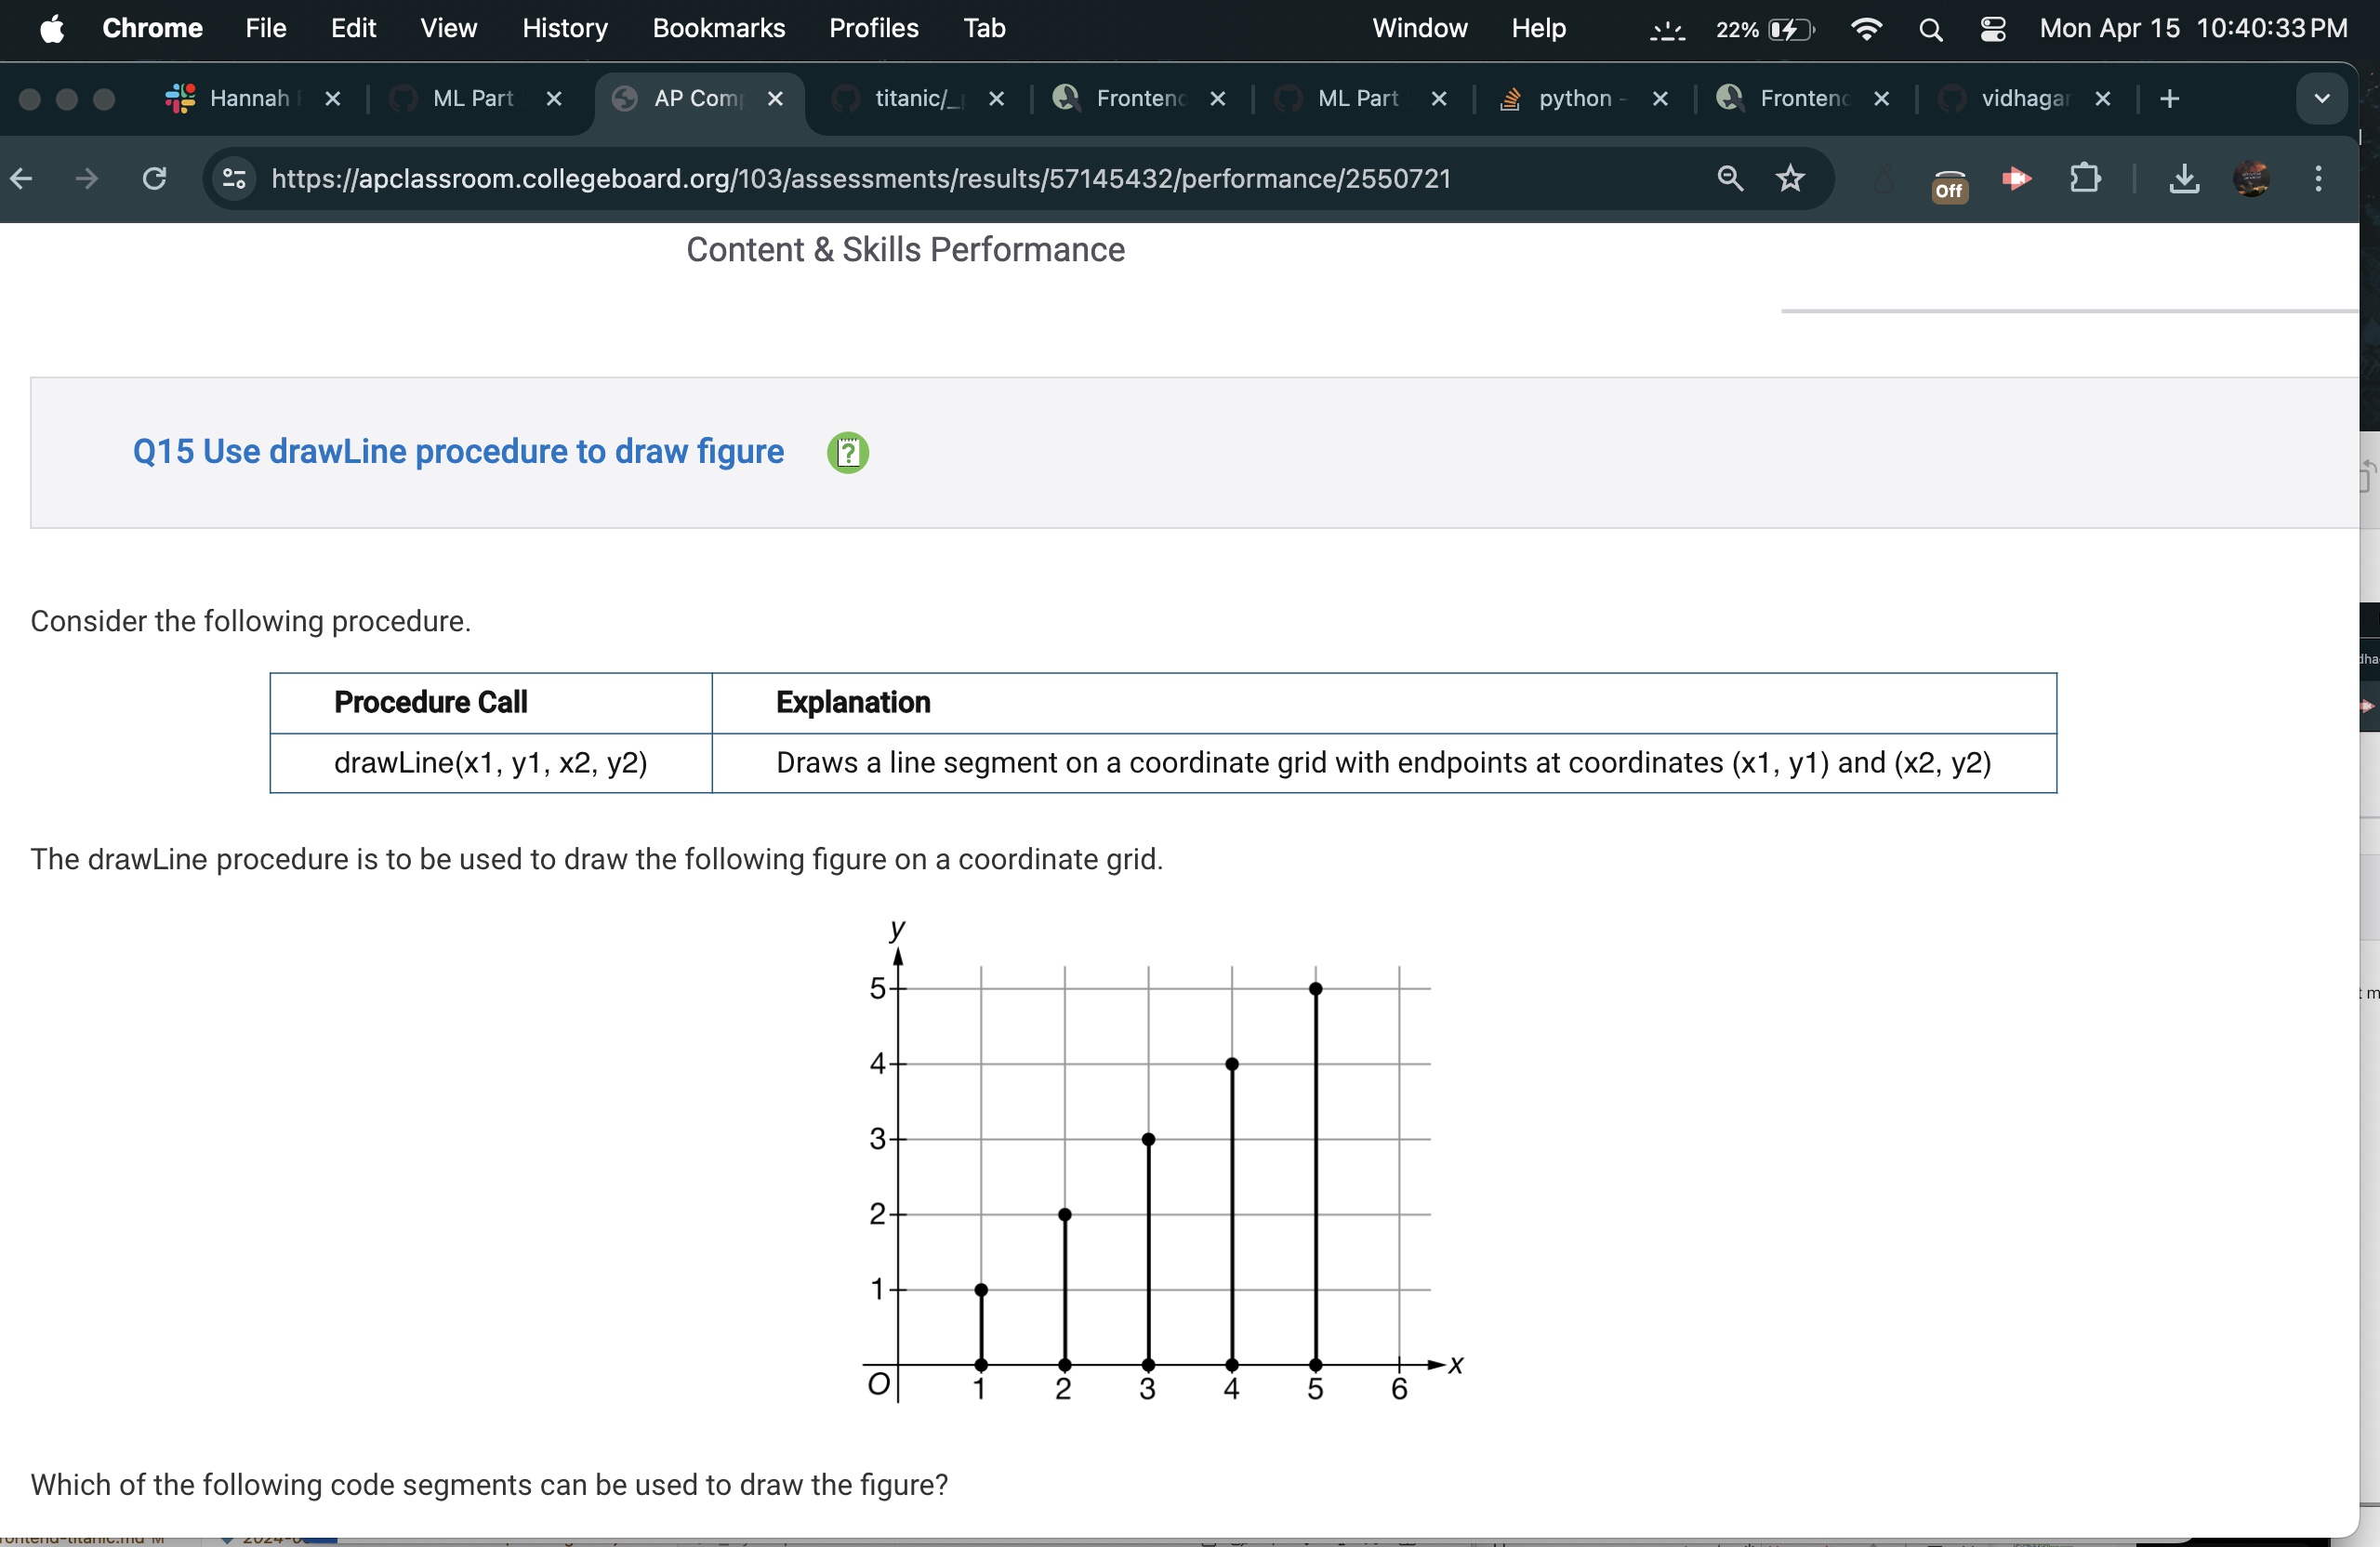 Chrome File Edit View History Bookmarks Profiles Tab Window Help 22% Mon Apr 15 10:40:33 PM
Hannah ML Part AP Com titanic/_ Frontend ML Part python - Frontend vidhagar
https://apclassroom.collegeboard.org/103/assessments/results/57145432/performance/2550721
Off
Content & Skills Performance
Q15 Use drawLine procedure to draw figure
Consider the following procedure.
Procedure Call Explanation
drawLine(x1, y1, x2, y2) Draws a line segment on a coordinate grid with endpoints at coordinates (x1, y1) and (x2, y2)
The drawLine procedure is to be used to draw the following figure on a coordinate grid.
y
5
4
3
2
1
O 1 2 3 4 5 6 x
Which of the following code segments can be used to draw the figure?